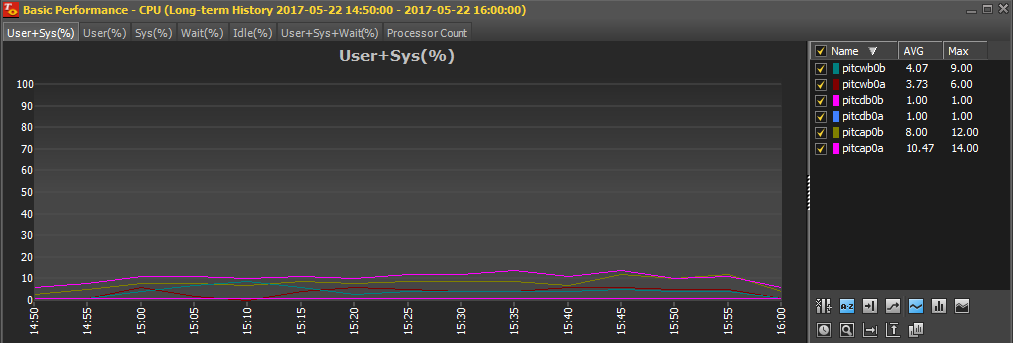 Basic Performance - CPU (Long-term History 2017-05-22 14:50:00 - 2017-05-22 16:00:00)
User+Sys(%) User(%) Sys(%) Wait(%) Idle(%) User+Sys+Wait(%) Processor Count
User+Sys(%)
100
90
80
70
60
50
40
30
20
10
0
14:50 14:55 15:00 15:05 15:10 15:15 15:20 15:25 15:30 15:35 15:40 15:45 15:50 15:55 16:00
Name AVG Max
pitcwb0b 4.07 9.00
pitcwb0a 3.73 6.00
pitcdb0b 1.00 1.00
pitcdb0a 1.00 1.00
pitcap0b 8.00 12.00
pitcap0a 10.47 14.00
A-Z